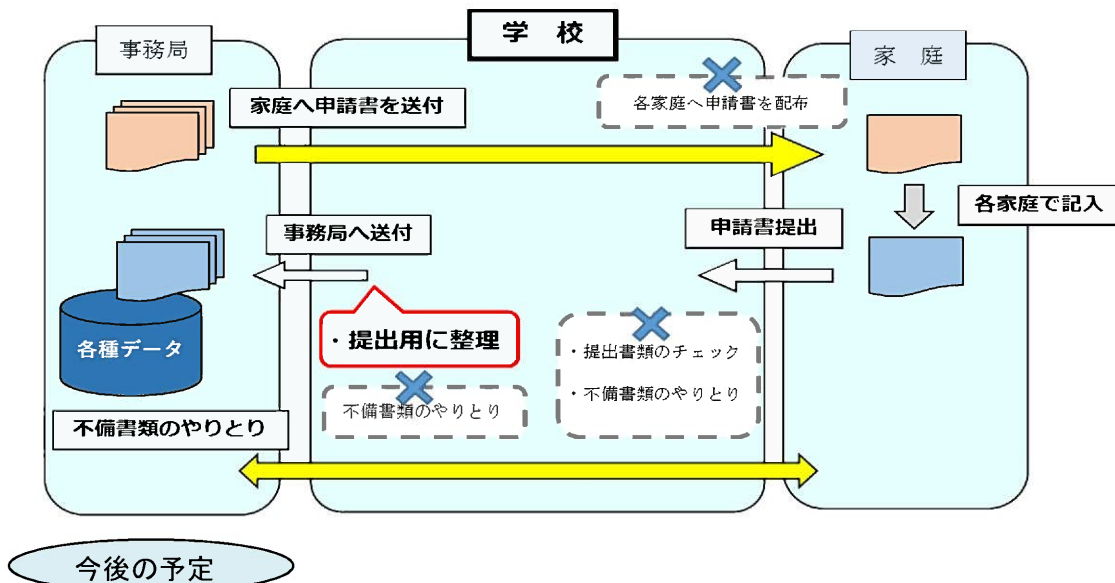 学　校
事務局
家　庭
家庭へ申請書を送付
各家庭へ申請書を配布
各家庭で記入
申請書提出
事務局へ送付
・提出用に整理
・提出書類のチェック
・不備書類のやりとり
各種データ
不備書類のやりとり
不備書類のやりとり
今後の予定